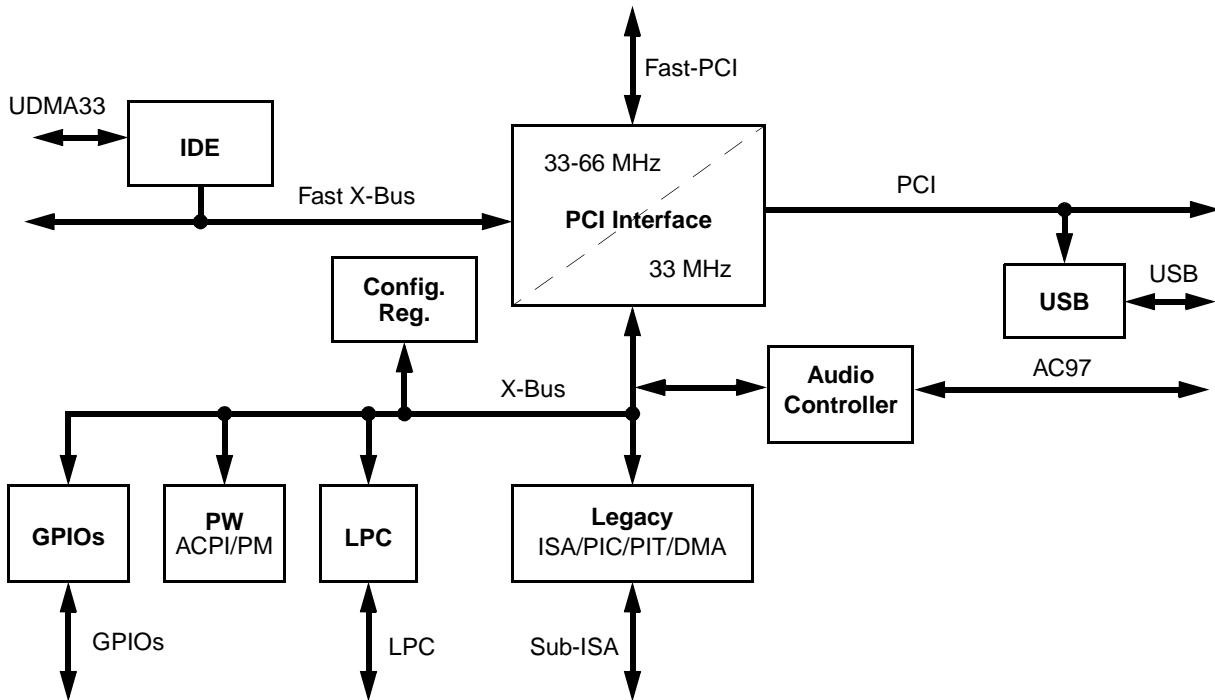 Fast-PCI
UDMA33
IDE
33-66 MHz
Fast X-Bus
PCI
PCI Interface
33 MHz
Config.
Reg.
USB
USB
X-Bus
Audio
Controller
AC97
GPIOs
PW
ACPI/PM
LPC
Legacy
ISA/PIC/PIT/DMA
GPIOs
LPC
Sub-ISA